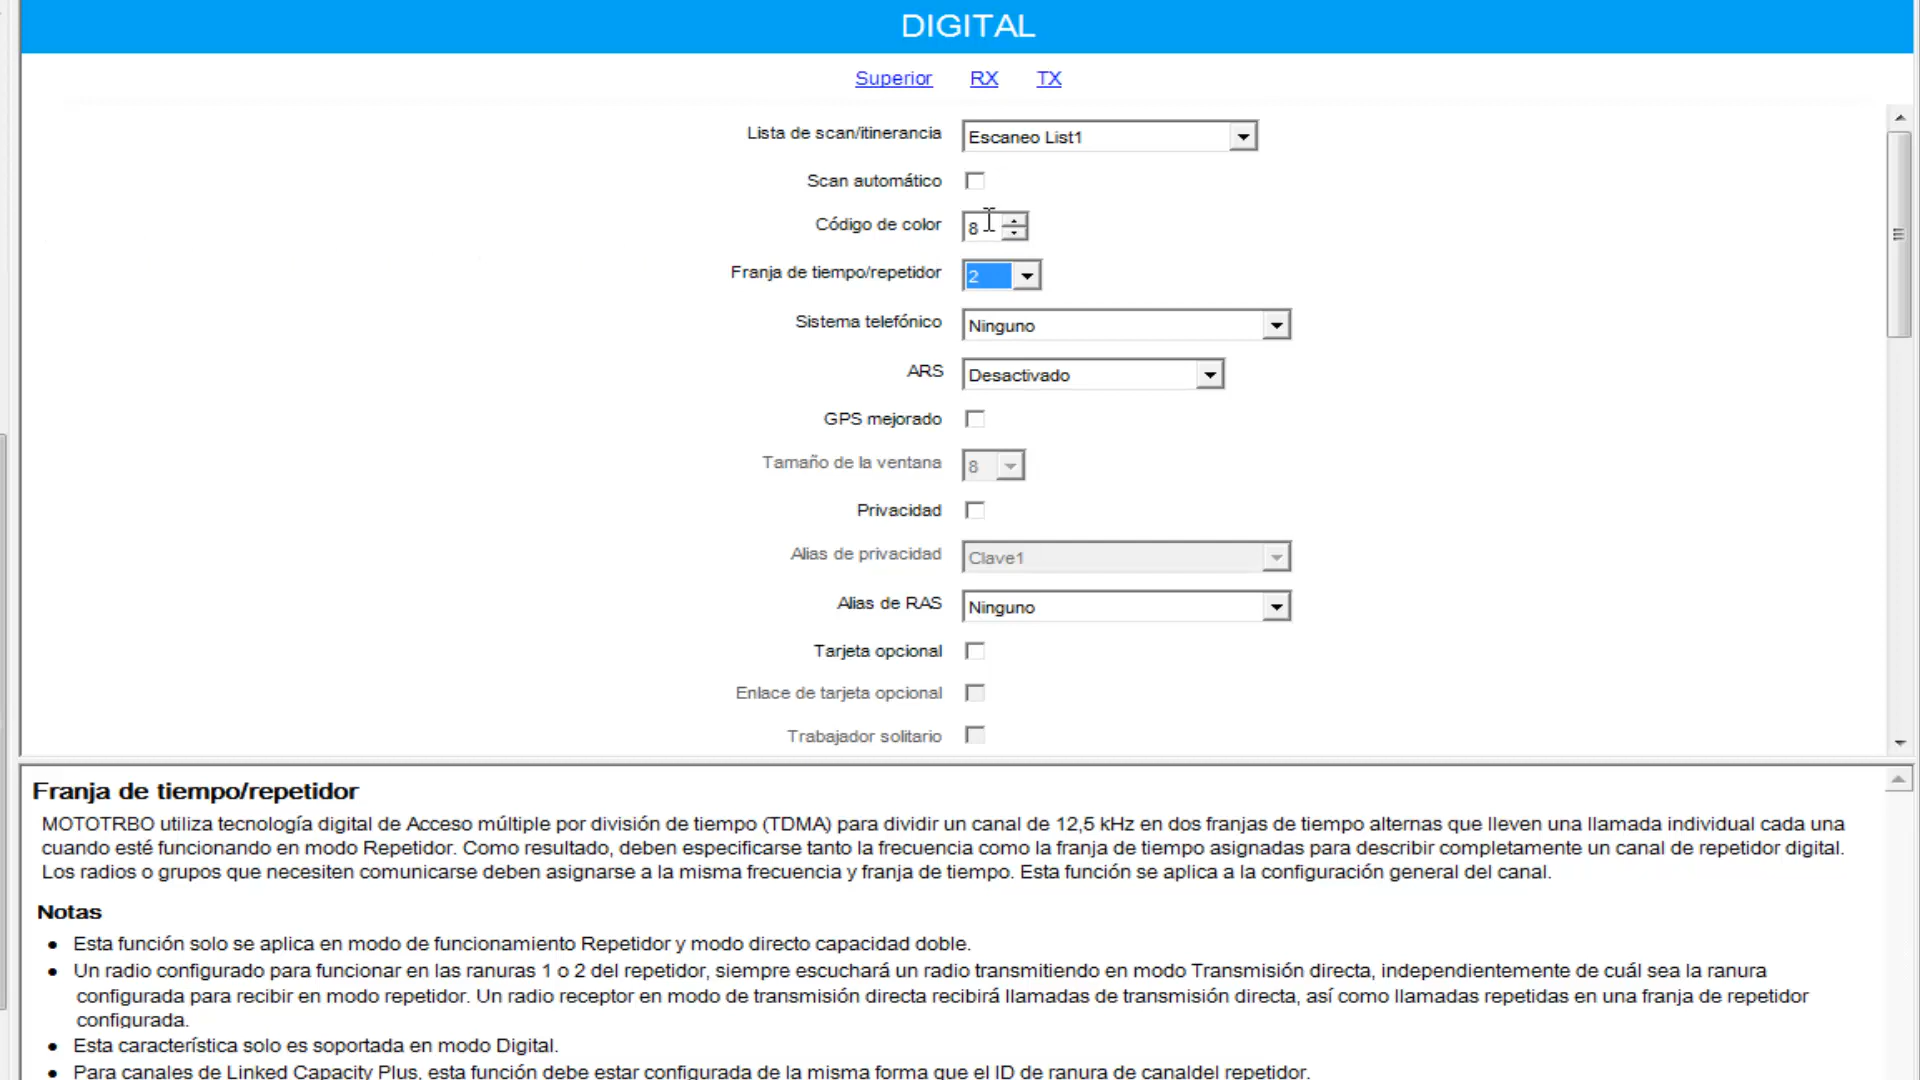 DIGITAL
Superior RX TX
Lista de scan/itinerancia Escaneo List1
Scan automático
Código de color 8
Franja de tiempo/repetidor 2
Sistema telefónico Ninguno
ARS Desactivado
GPS mejorado
Tamaño de la ventana 8
Privacidad
Alias de privacidad Clave1
Alias de RAS Ninguno
Tarjeta opcional
Enlace de tarjeta opcional
Trabajador solitario
Franja de tiempo/repetidor
MOTOTRBO utiliza tecnología digital de Acceso múltiple por división de tiempo (TDMA) para dividir un canal de 12,5 kHz en dos franjas de tiempo alternas que lleven una llamada individual cada una
cuando esté funcionando en modo Repetidor. Como resultado, deben especificarse tanto la frecuencia como la franja de tiempo asignadas para describir completamente un canal de repetidor digital.
Los radios o grupos que necesiten comunicarse deben asignarse a la misma frecuencia y franja de tiempo. Esta función se aplica a la configuración general del canal.
Notas
● Esta función solo se aplica en modo de funcionamiento Repetidor y modo directo capacidad doble.
● Un radio configurado para funcionar en las ranuras 1 o 2 del repetidor, siempre escuchará un radio transmitiendo en modo Transmisión directa, independientemente de cuál sea la ranura
configurada para recibir en modo repetidor. Un radio receptor en modo de transmisión directa recibirá llamadas de transmisión directa, así como llamadas repetidas en una franja de repetidor
configurada.
● Esta característica solo es soportada en modo Digital.
● Para canales de Linked Capacity Plus, esta función debe estar configurada de la misma forma que el ID de ranura de canaldel repetidor.